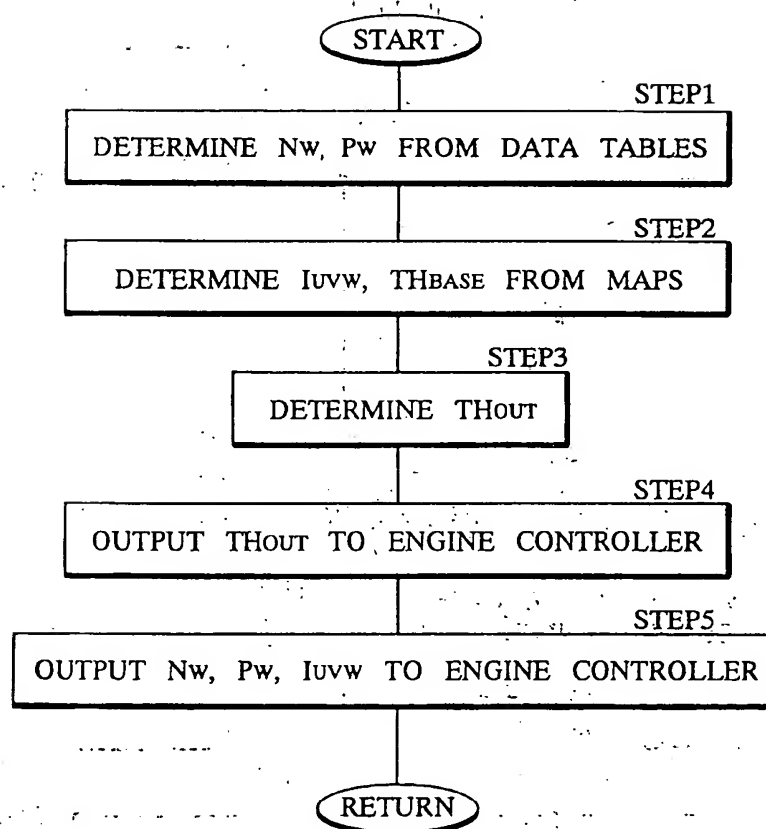 START
STEP1
DETERMINE Nw, Pw FROM DATA TABLES
STEP2
DETERMINE Iuvw, THBASE FROM MAPS
STEP3
DETERMINE THOUT
STEP4
OUTPUT THOUT TO ENGINE CONTROLLER
STEP5
OUTPUT Nw, Pw, Iuvw TO ENGINE CONTROLLER
RETURN